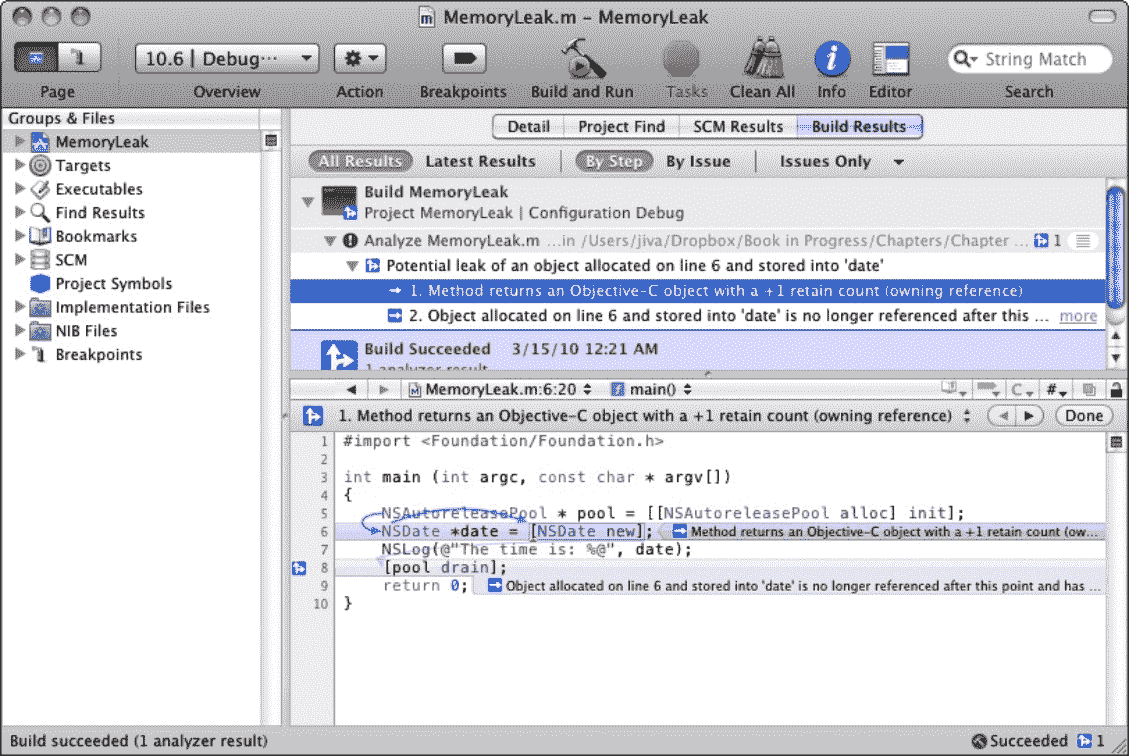 MemoryLeak.m – MemoryLeak
10.6 | Debug...
String Match
Page
Overview
Action
Breakpoints
Build and Run
Tasks
Clean All
Info
Editor
Search
Groups & Files
MemoryLeak
Targets
Executables
Find Results
Bookmarks
SCM
Project Symbols
Implementation Files
NIB Files
Breakpoints
Detail Project Find SCM Results Build Results
All Results Latest Results By Step By Issue Issues Only
Build MemoryLeak
Project MemoryLeak | Configuration Debug
Analyze MemoryLeak.m ...in /Users/jiva/Dropbox/Book in Progress/Chapters/Chapter ... 1
Potential leak of an object allocated on line 6 and stored into 'date'
1. Method returns an Objective-C object with a +1 retain count (owning reference)
2. Object allocated on line 6 and stored into 'date' is no longer referenced after this ... more
Build Succeeded 3/15/10 12:21 AM
1 analyzer result
MemoryLeak.m:6:20 main() C #
1. Method returns an Objective-C object with a +1 retain count (owning reference) Done
1 #import <Foundation/Foundation.h>
2
3 int main (int argc, const char * argv[])
4 {
5 NSAutoreleasePool * pool = [[NSAutoreleasePool alloc] init];
6 NSDate *date = [NSDate new]; Method returns an Objective-C object with a +1 retain count (ow...
7 NSLog(@"The time is: %@", date);
8 [pool drain];
9 return 0; Object allocated on line 6 and stored into 'date' is no longer referenced after this point and has ...
10 }
Build succeeded (1 analyzer result)
Succeeded 1